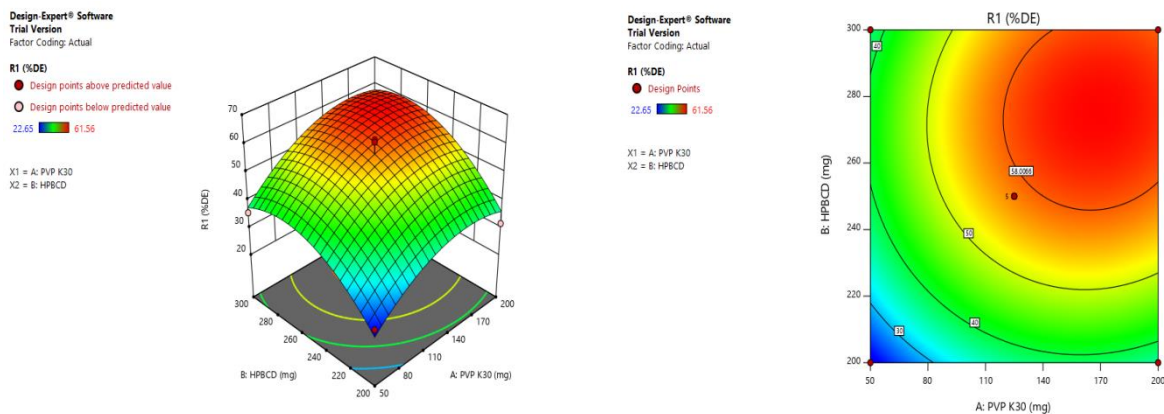 Design-Expert® Software
Trial Version
Factor Coding: Actual
R1 (%DE)
Design points above predicted value
Design points below predicted value
22.65 61.56
X1 = A: PVP K30
X2 = B: HPBCD
R1 (%DE)
70
60
50
40
30
20
300
280
260
240
220
200
B: HPBCD (mg)
50
80
110
140
170
200
A: PVP K30 (mg)
Design-Expert® Software
Trial Version
Factor Coding: Actual
R1 (%DE)
Design Points
22.65 61.56
X1 = A: PVP K30
X2 = B: HPBCD
R1 (%DE)
B: HPBCD (mg)
300
280
260
240
220
200
40
58.0066
5
50
40
30
50 80 110 140 170 200
A: PVP K30 (mg)